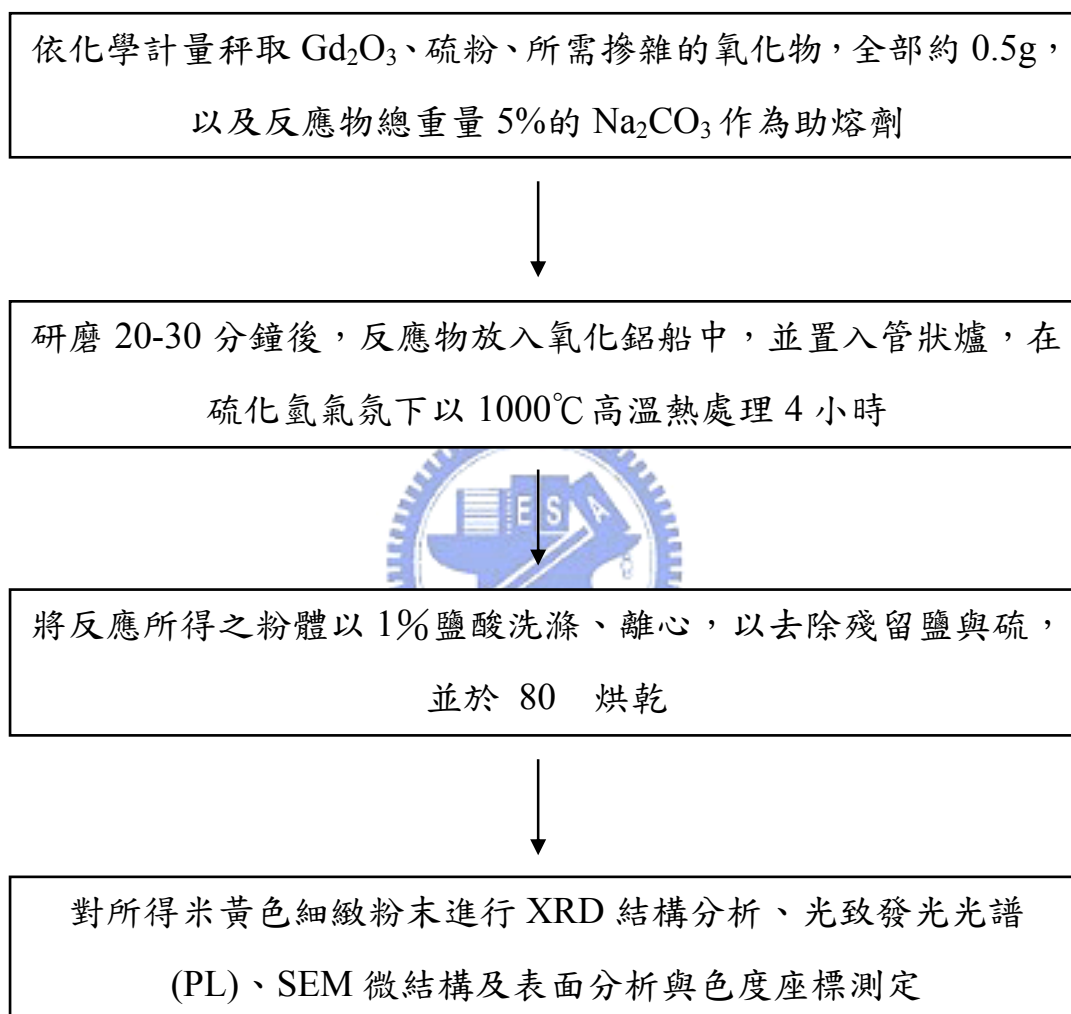 依化學計量秤取 Gd₂O₃、硫粉、所需摻雜的氧化物，全部約 0.5g，
以及反應物總重量 5%的 Na₂CO₃ 作為助熔劑
研磨 20-30 分鐘後，反應物放入氧化鋁船中，並置入管狀爐，在
硫化氫氣氛下以 1000℃高溫熱處理 4 小時
ESA
將反應所得之粉體以 1％鹽酸洗滌、離心，以去除殘留鹽與硫，
並於 80 烘乾
對所得米黃色細緻粉末進行 XRD 結構分析、光致發光光譜
(PL)、SEM 微結構及表面分析與色度座標測定